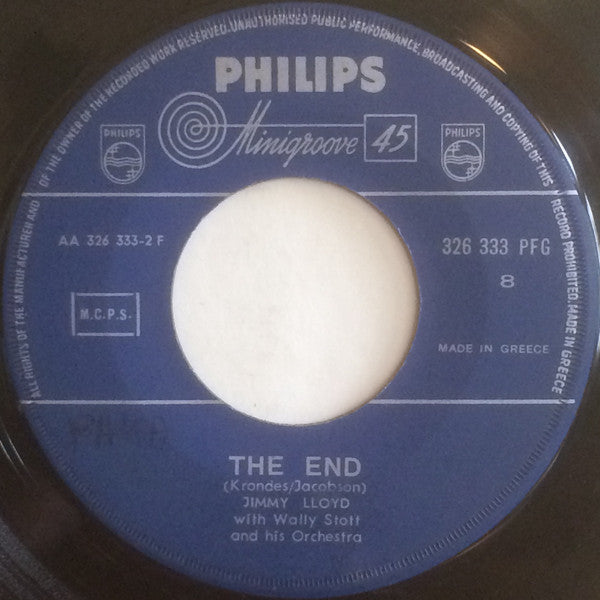 ALL RIGHTS OF THE MANUFACTURER AND OF THE OWNER OF THE RECORDED WORK RESERVED. UNAUTHORISED PUBLIC PERFORMANCE, BROADCASTING AND COPYING OF THIS RECORD PROHIBITED. MADE IN GREECE
PHILIPS
Minigroove 45
PHILIPS
PHILIPS
AA 326 333-2 F
326 333 PFG
8
M.C.P.S.
MADE IN GREECE
THE END
(Krondes/Jacobson)
JIMMY LLOYD
with Wally Stott
and his Orchestra